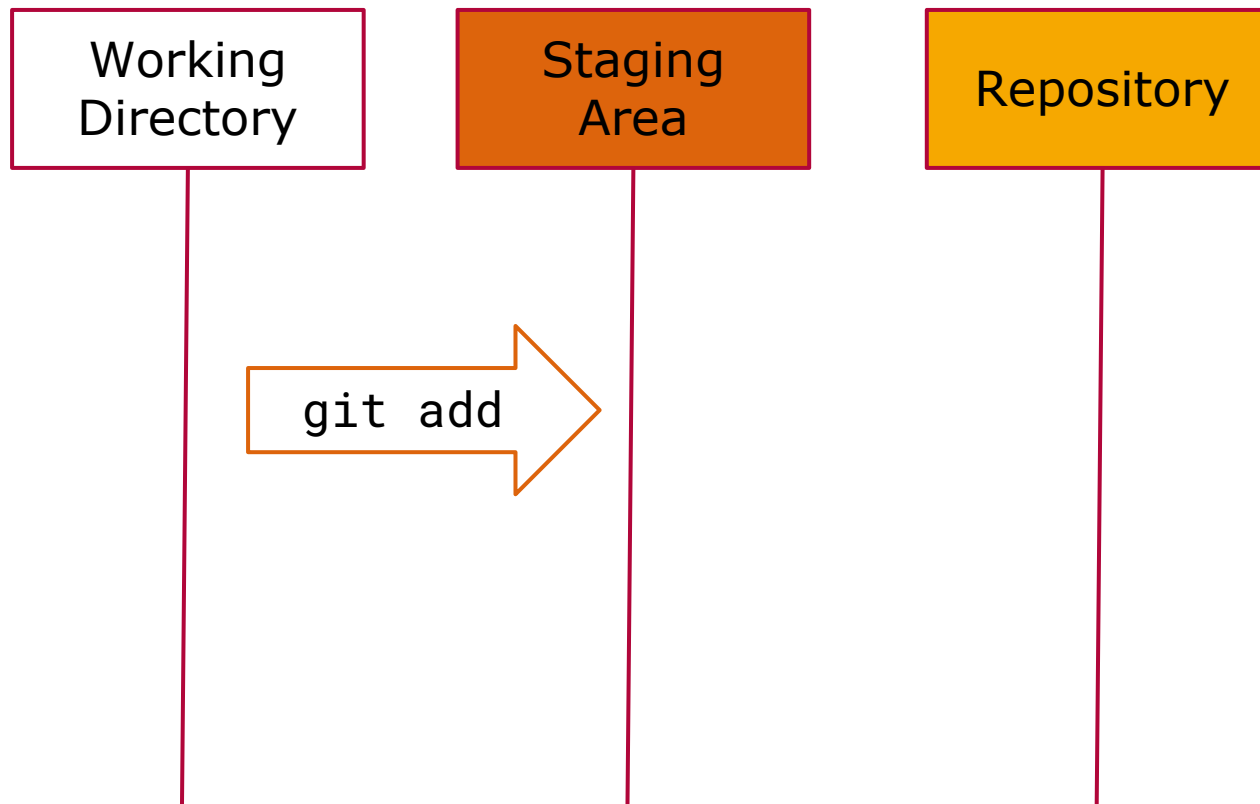 Working
Directory
Staging
Area
Repository
git add